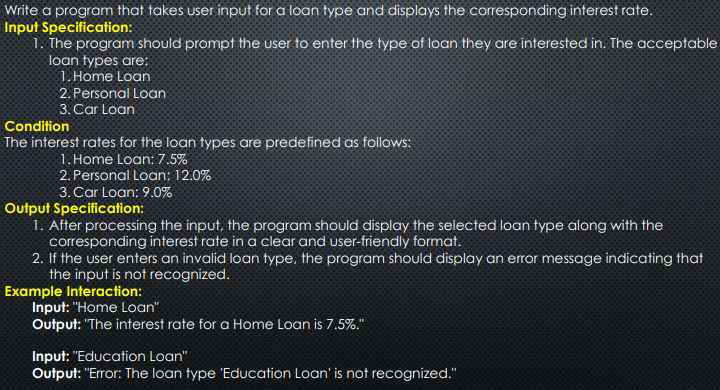 Write a program that takes user input for a loan type and displays the corresponding interest rate.
Input Specification:
1. The program should prompt the user to enter the type of loan they are interested in. The acceptable
loan types are:
1. Home Loan
2. Personal Loan
3. Car Loan
Condition
The interest rates for the loan types are predefined as follows:
1. Home Loan: 7.5%
2. Personal Loan: 12.0%
3. Car Loan: 9.0%
Output Specification:
1. After processing the input, the program should display the selected loan type along with the
corresponding interest rate in a clear and user-friendly format.
2. If the user enters an invalid loan type, the program should display an error message indicating that
the input is not recognized.
Example Interaction:
Input: "Home Loan"
Output: "The interest rate for a Home Loan is 7.5%."
Input: "Education Loan"
Output: "Error: The loan type 'Education Loan' is not recognized."